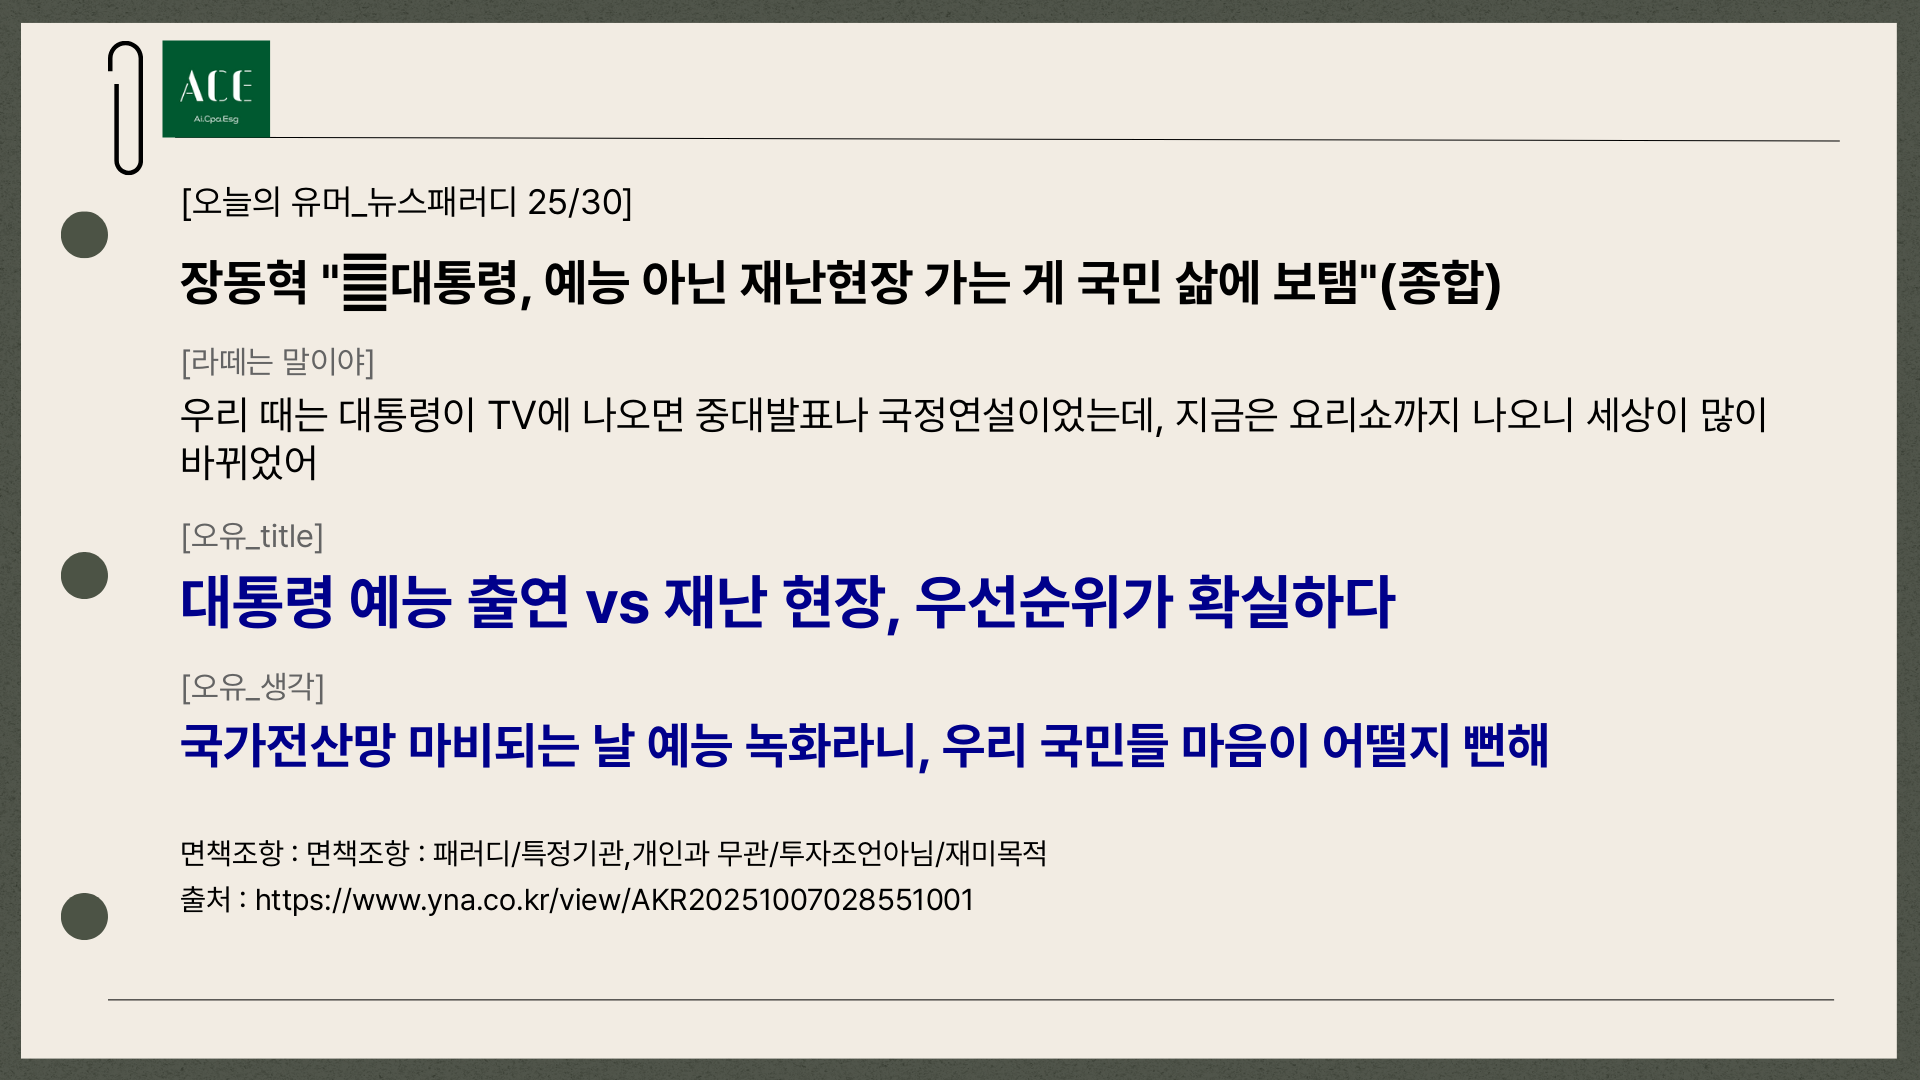 ACE
Ai.Cpa.Esg
[오늘의 유머_뉴스패러디 25/30]
장동혁 "대통령, 예능 아닌 재난현장 가는 게 국민 삶에 보탬"(종합)
[라떼는 말이야]
우리 때는 대통령이 TV에 나오면 중대발표나 국정연설이었는데, 지금은 요리쇼까지 나오니 세상이 많이
바뀌었어
[오유_title]
대통령 예능 출연 vs 재난 현장, 우선순위가 확실하다
[오유_생각]
국가전산망 마비되는 날 예능 녹화라니, 우리 국민들 마음이 어떨지 뻔해
면책조항 : 면책조항 : 패러디/특정기관,개인과 무관/투자조언아님/재미목적
출처 : https://www.yna.co.kr/view/AKR20251007028551001